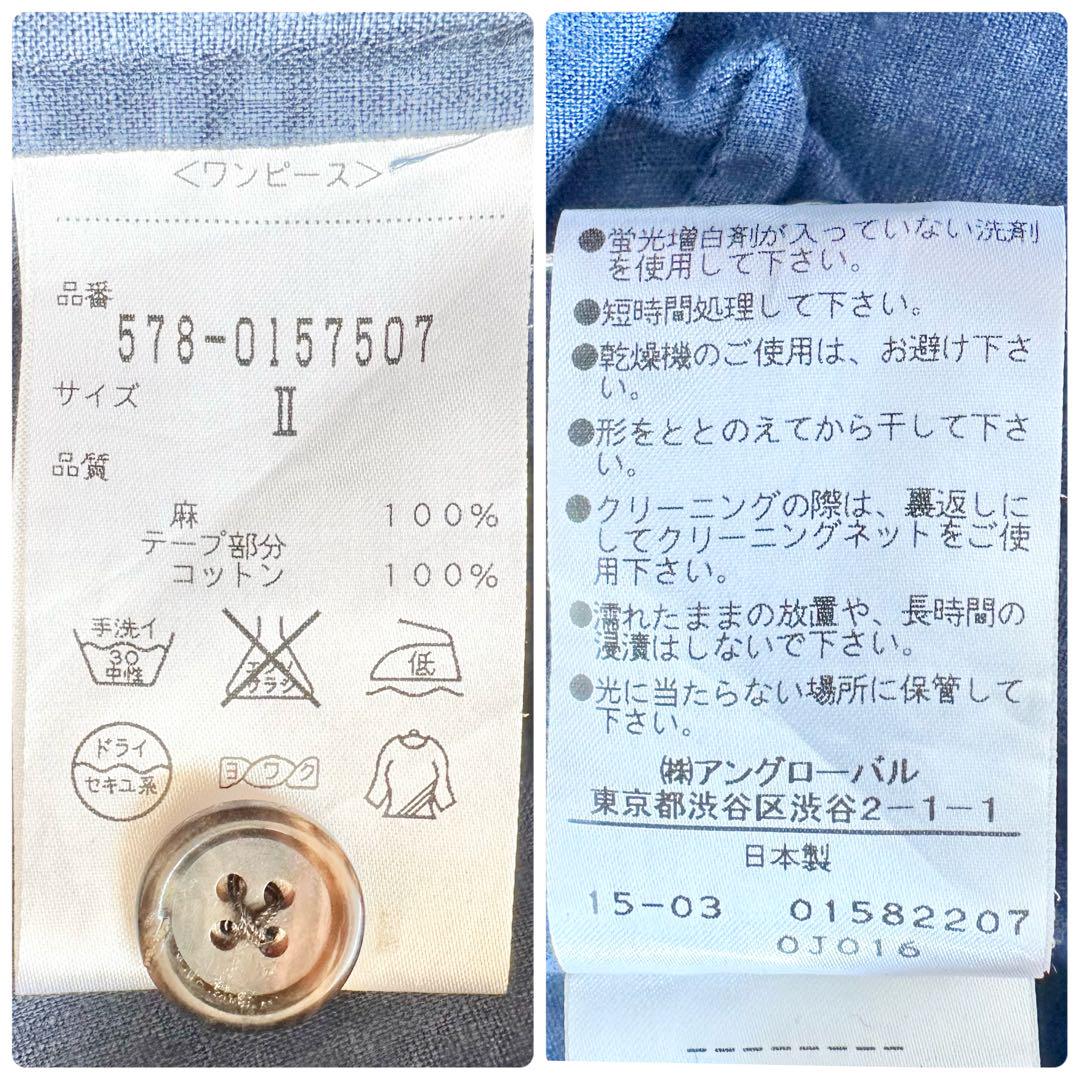 <ワンピース>
品番
578-0157507
サイズ
II
品質
麻 100%
テープ部分
コットン 100%
手洗イ
30
中性
エンソ
サラシ
低
ドライ
セキユ系
ヨワク
●蛍光増白剤が入っていない洗剤
を使用して下さい。
●短時間処理して下さい。
●乾燥機のご使用は、お避け下さ
い。
●形をととのえてから干して下さ
い。
●クリーニングの際は、裏返しに
してクリーニングネットをご使
用下さい。
●濡れたままの放置や、長時間の
浸漬はしないで下さい。
●光に当たらない場所に保管して
下さい。
(株)アングローバル
東京都渋谷区渋谷2-1-1
日本製
15-03 01582207
0J016